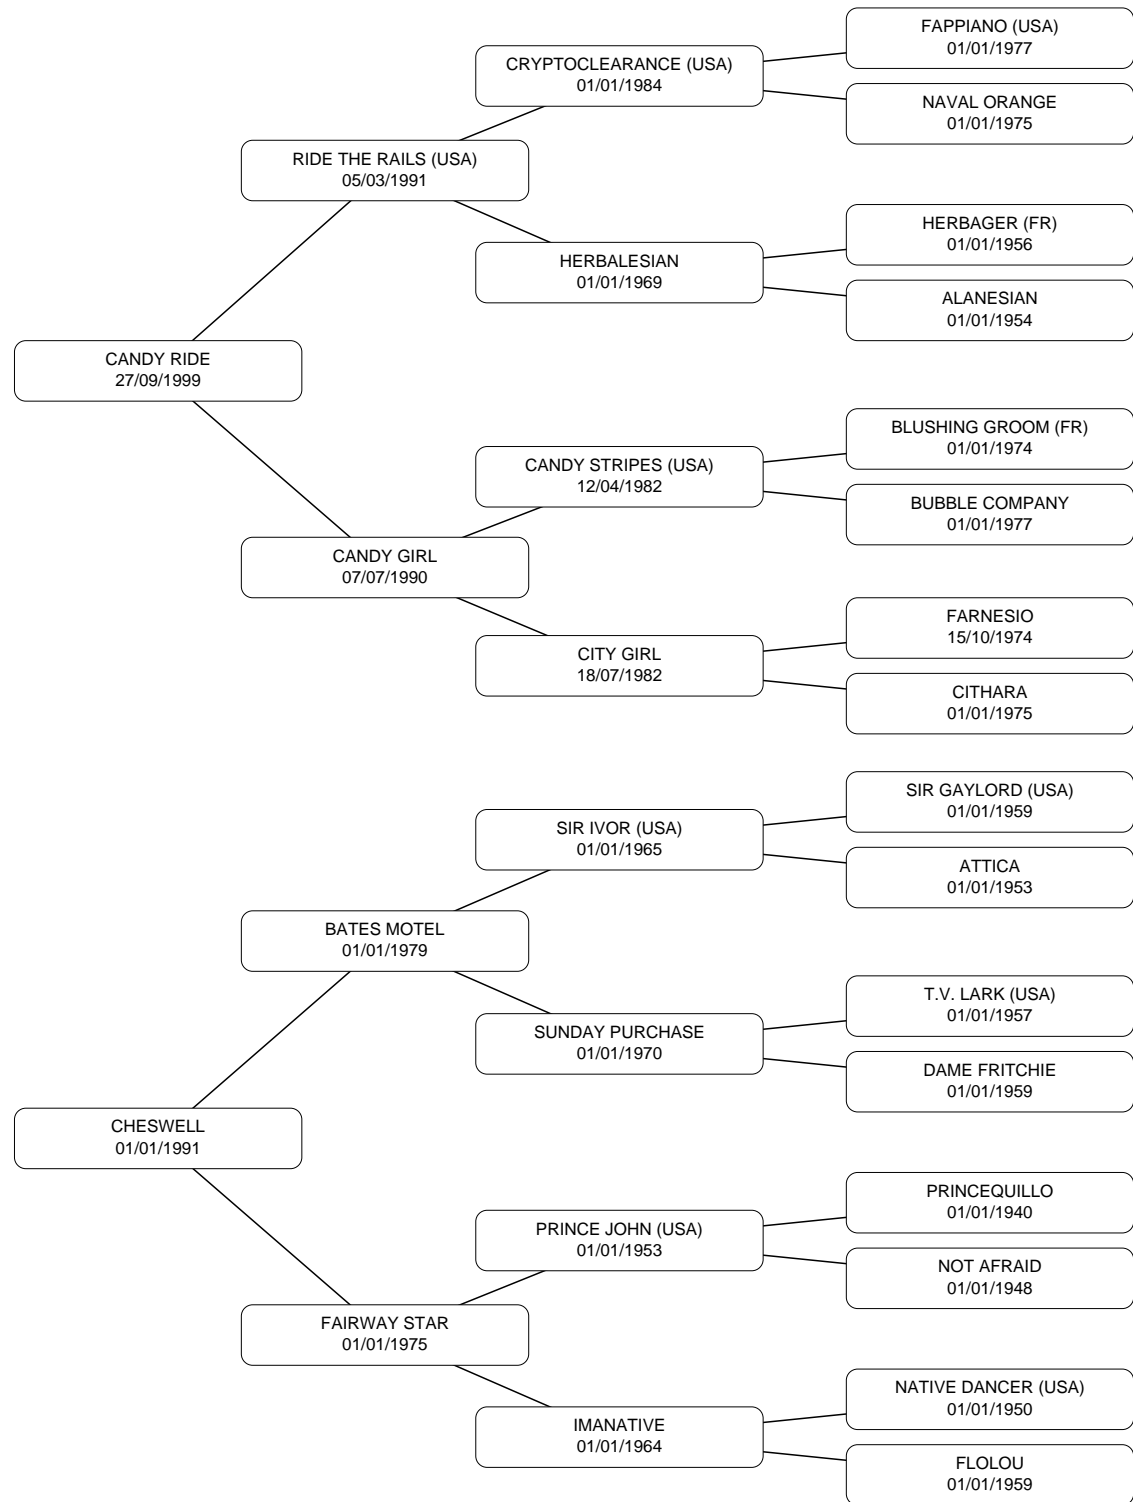 FAPPIANO (USA)
01/01/1977
CRYPTOCLEARANCE (USA)
01/01/1984
NAVAL ORANGE
01/01/1975
RIDE THE RAILS (USA)
05/03/1991
HERBAGER (FR)
01/01/1956
HERBALESIAN
01/01/1969
ALANESIAN
01/01/1954
CANDY RIDE
27/09/1999
BLUSHING GROOM (FR)
01/01/1974
CANDY STRIPES (USA)
12/04/1982
BUBBLE COMPANY
01/01/1977
CANDY GIRL
07/07/1990
FARNESIO
15/10/1974
CITY GIRL
18/07/1982
CITHARA
01/01/1975
SIR GAYLORD (USA)
01/01/1959
SIR IVOR (USA)
01/01/1965
ATTICA
01/01/1953
BATES MOTEL
01/01/1979
T.V. LARK (USA)
01/01/1957
SUNDAY PURCHASE
01/01/1970
DAME FRITCHIE
01/01/1959
CHESWELL
01/01/1991
PRINCEQUILLO
01/01/1940
PRINCE JOHN (USA)
01/01/1953
NOT AFRAID
01/01/1948
FAIRWAY STAR
01/01/1975
NATIVE DANCER (USA)
01/01/1950
IMANATIVE
01/01/1964
FLOLOU
01/01/1959